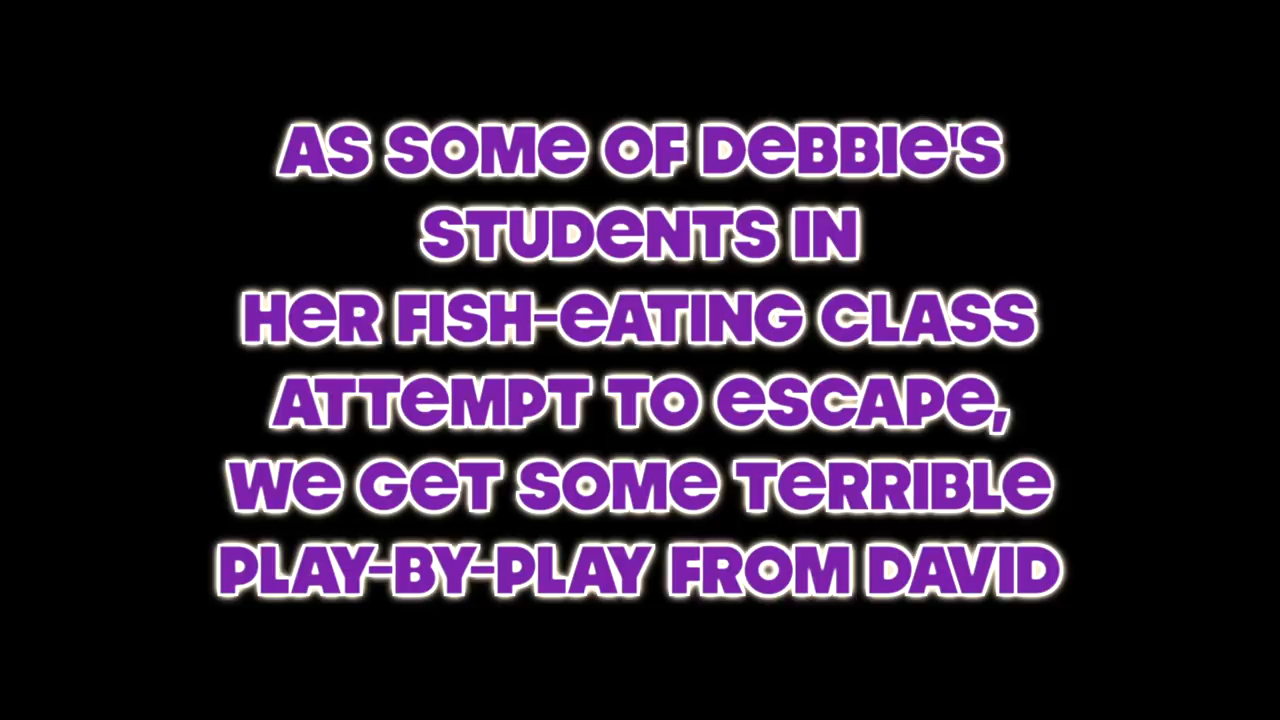 AS SOMe OF DeBBIe'S
STUDeNTS IN
HeR FISH-eATING CLASS
ATTeMPT TO eSCAPe,
We GeT SOMe TeRRIBLe
PLAY-BY-PLAY FROM DAVID